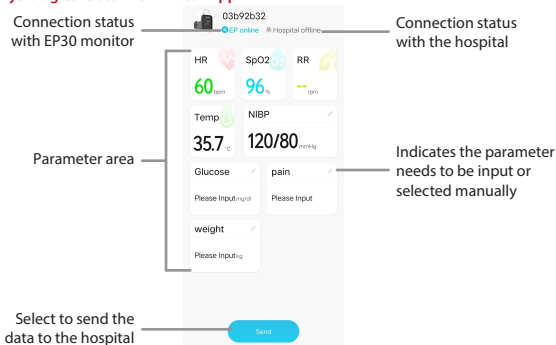 03b92b32
EP online Hospital offline
Connection status
with EP30 monitor
Connection status
with the hospital
HR SpO2 RR
60 bpm 96 % -- rpm
Temp NIBP
35.7 °C 120/80 mmHg
Parameter area
Glucose pain
Please Input mg/dl Please Input
Indicates the parameter
needs to be input or
selected manually
weight
Please Input kg
Select to send the
data to the hospital
Send